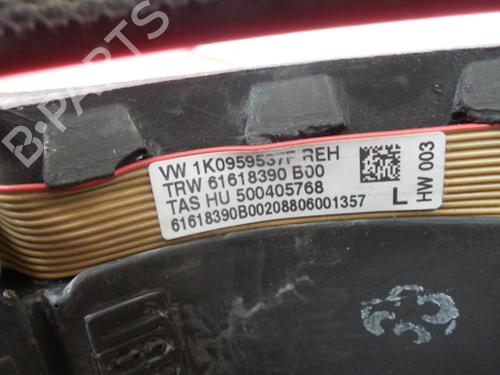 B-PARTS
VW 1K0959537F REH
TRW 61618390 B00
TAS HU 500405768
61618390B00208806001357 L
HW 003